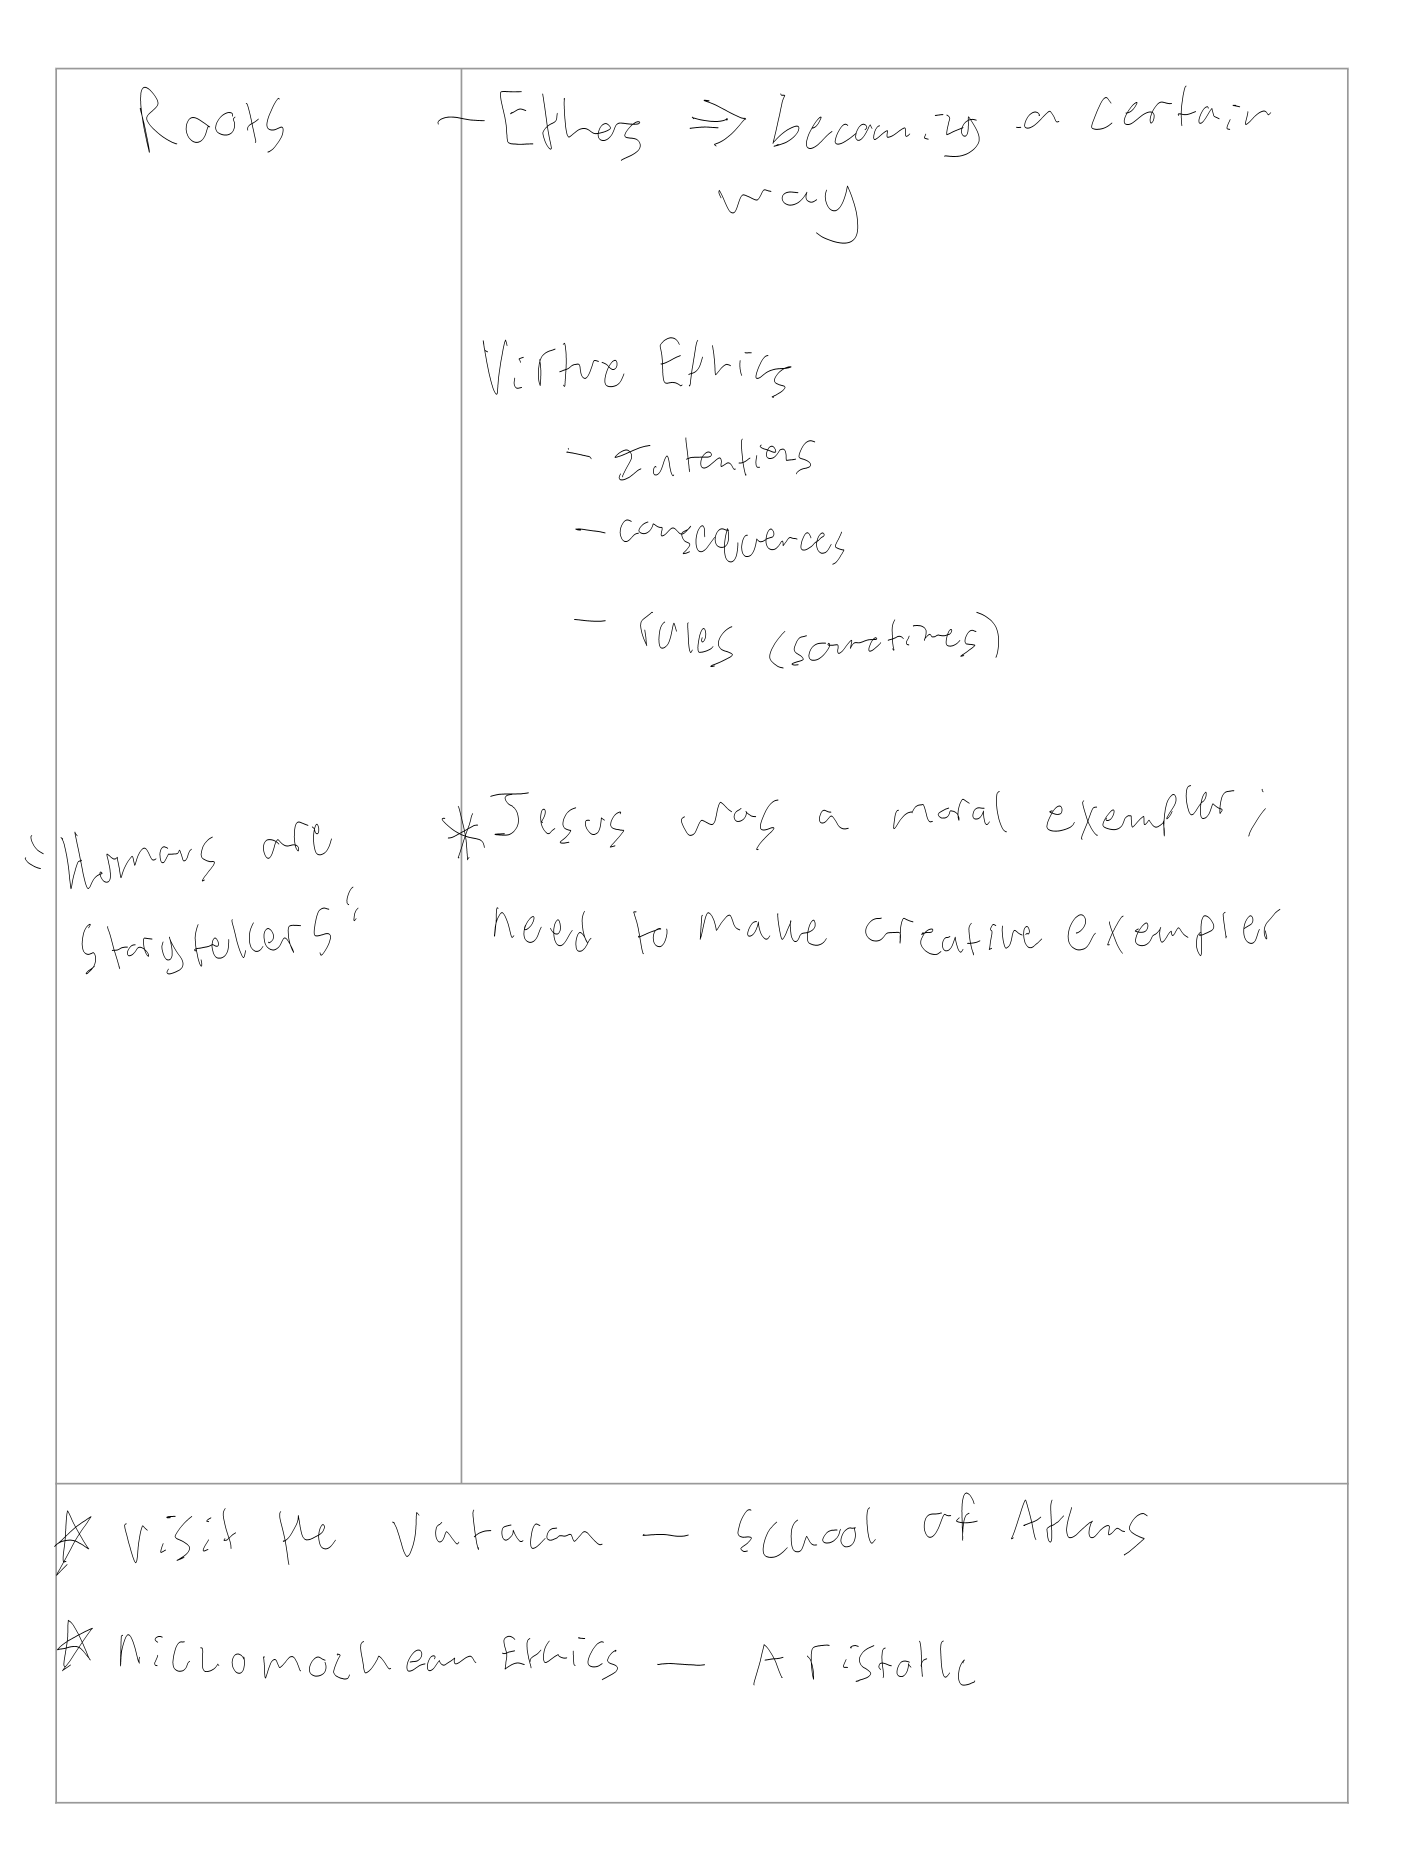 Roots
- Ethos ⇒ becoming a certain
way
Virtue Ethics
- Intentions
- consequences
- rules (sometimes)
"Humans are
storytellers"
* Jesus was a moral exempler;
need to make creative exempler
☆ Visit the Vatacan — School of Athens
☆ Nicromochean Ethics — Aristotle